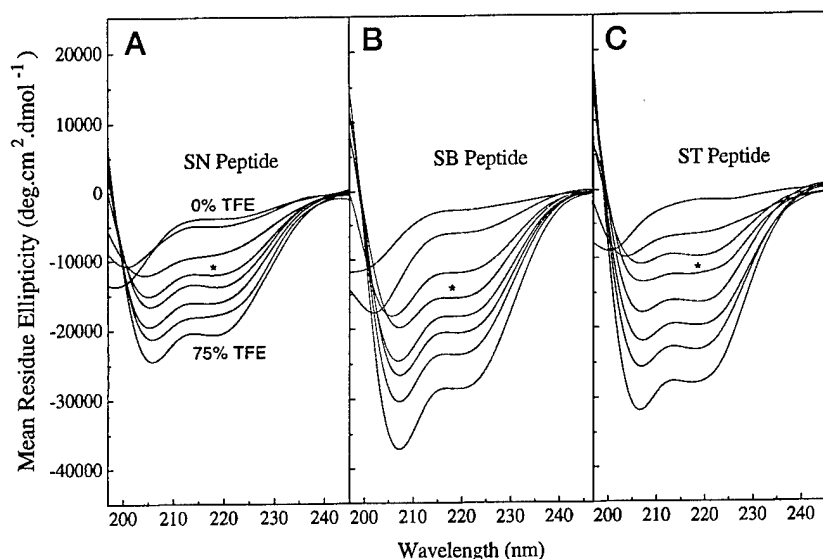 A
B
C
Mean Residue Ellipticity (deg.cm² .dmol ⁻¹)
20000
10000
0
-10000
-20000
-30000
-40000
SN Peptide
0% TFE
*
75% TFE
SB Peptide
*
ST Peptide
*
200 210 220 230 240
200 210 220 230 240
200 210 220 230 240
Wavelength (nm)